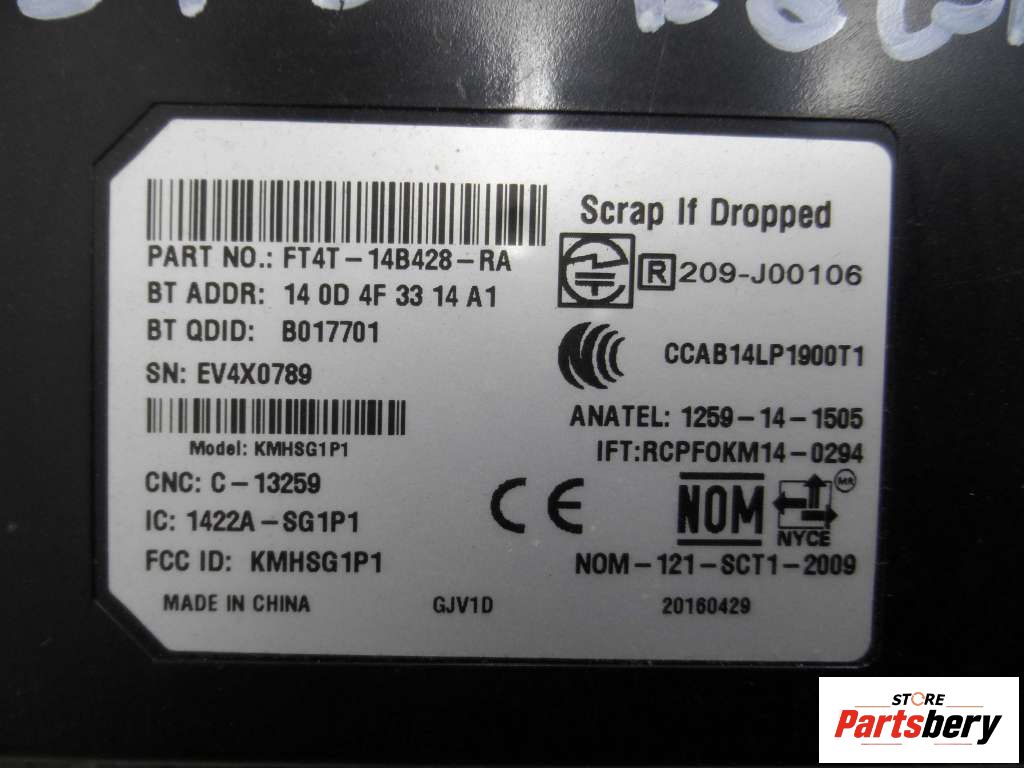 Scrap If Dropped
PART NO.: FT4T-14B428-RA
R 209-J00106
BT ADDR: 14 0D 4F 33 14 A1
BT QDID: B017701
CCAB14LP1900T1
SN: EV4X0789
ANATEL: 1259-14-1505
Model: KMHSG1P1
IFT:RCPFOKM14-0294
CNC: C-13259
CE
NOM
MR
NYCE
IC: 1422A-SG1P1
FCC ID: KMHSG1P1
NOM-121-SCT1-2009
MADE IN CHINA GJV1D 20160429
STORE
Partsbery